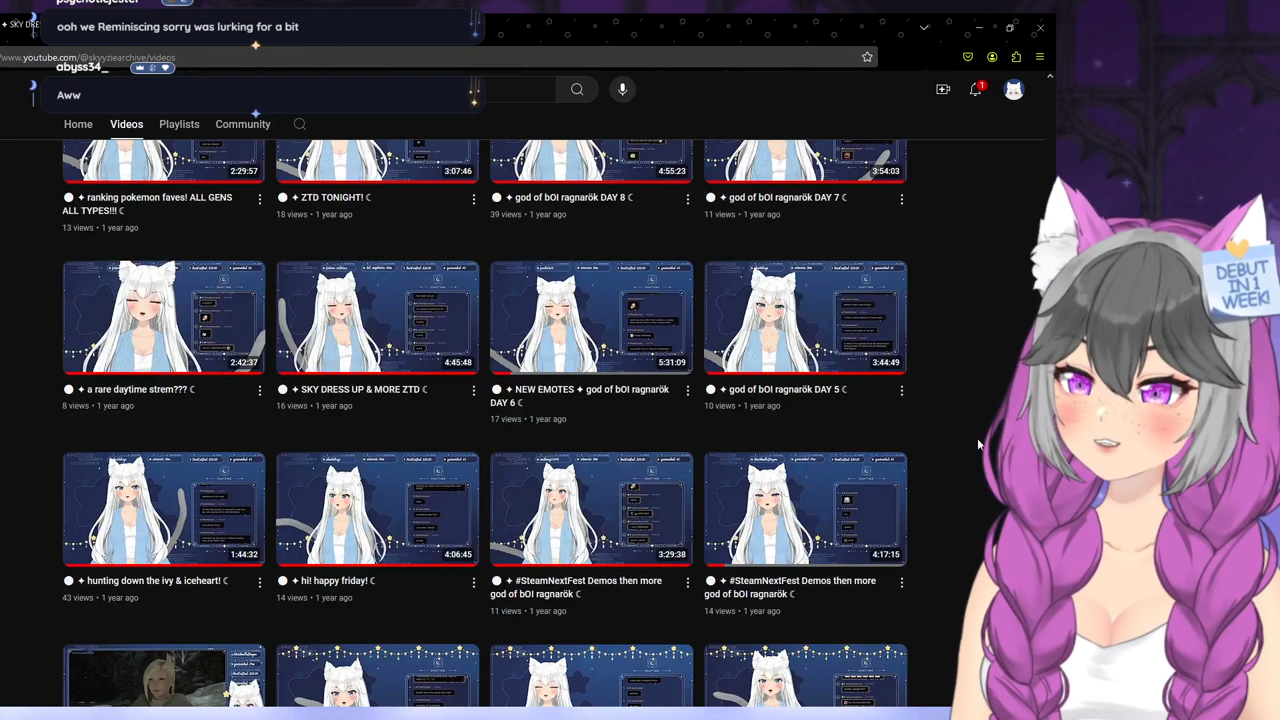 psychoticjester
ooh we Reminiscing sorry was lurking for a bit
✦ SKY DRES
www.youtube.com/@skyyziearchive/videos
abyss34_
Aww
1
Home
Videos
Playlists
Community
2:29:57
3:07:46
4:55:23
3:54:03
✦ ranking pokemon faves! ALL GENS
ALL TYPES!!! ☾
13 views • 1 year ago
✦ ZTD TONIGHT! ☾
18 views • 1 year ago
✦ god of bOI ragnarök DAY 8 ☾
39 views • 1 year ago
✦ god of bOI ragnarök DAY 7 ☾
11 views • 1 year ago
DEBUT
IN 1
WEEK!
2:42:37
4:45:48
5:31:09
3:44:49
✦ a rare daytime strem??? ☾
8 views • 1 year ago
✦ SKY DRESS UP & MORE ZTD ☾
16 views • 1 year ago
✦ NEW EMOTES ✦ god of bOI ragnarök
DAY 6 ☾
17 views • 1 year ago
✦ god of bOI ragnarök DAY 5 ☾
10 views • 1 year ago
1:44:32
4:06:45
3:29:38
4:17:15
✦ hunting down the ivy & iceheart! ☾
43 views • 1 year ago
✦ hi! happy friday! ☾
14 views • 1 year ago
✦ #SteamNextFest Demos then more
god of bOI ragnarök ☾
11 views • 1 year ago
✦ #SteamNextFest Demos then more
god of bOI ragnarök ☾
14 views • 1 year ago